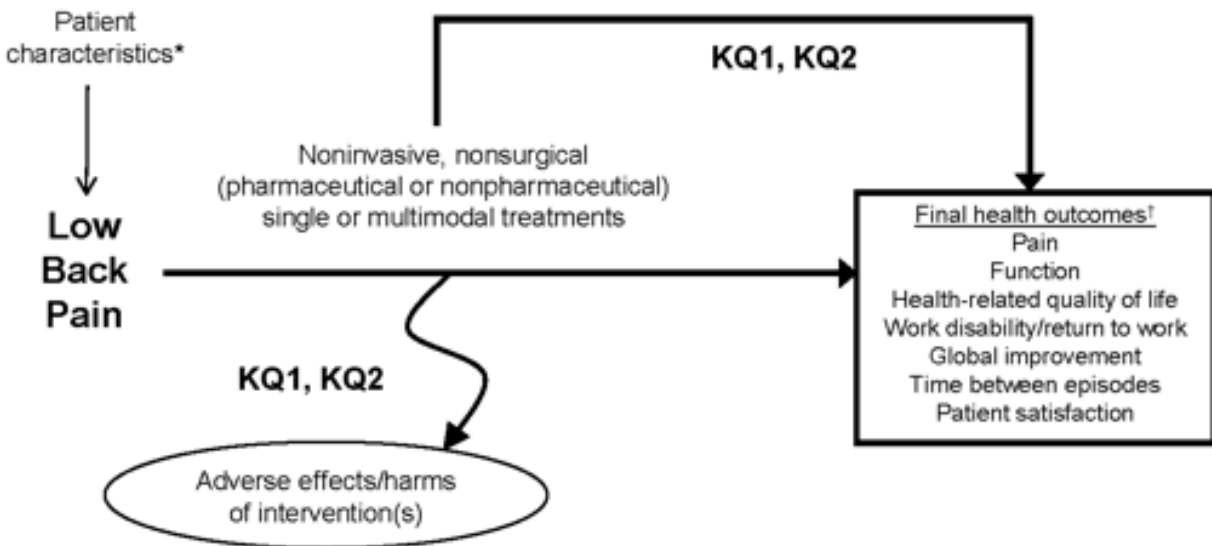 Patient
characteristics*
KQ1, KQ2
Noninvasive, nonsurgical
(pharmaceutical or nonpharmaceutical)
single or multimodal treatments
Low
Back
Pain
Final health outcomes†
Pain
Function
Health-related quality of life
Work disability/return to work
Global improvement
Time between episodes
Patient satisfaction
KQ1, KQ2
Adverse effects/harms
of intervention(s)